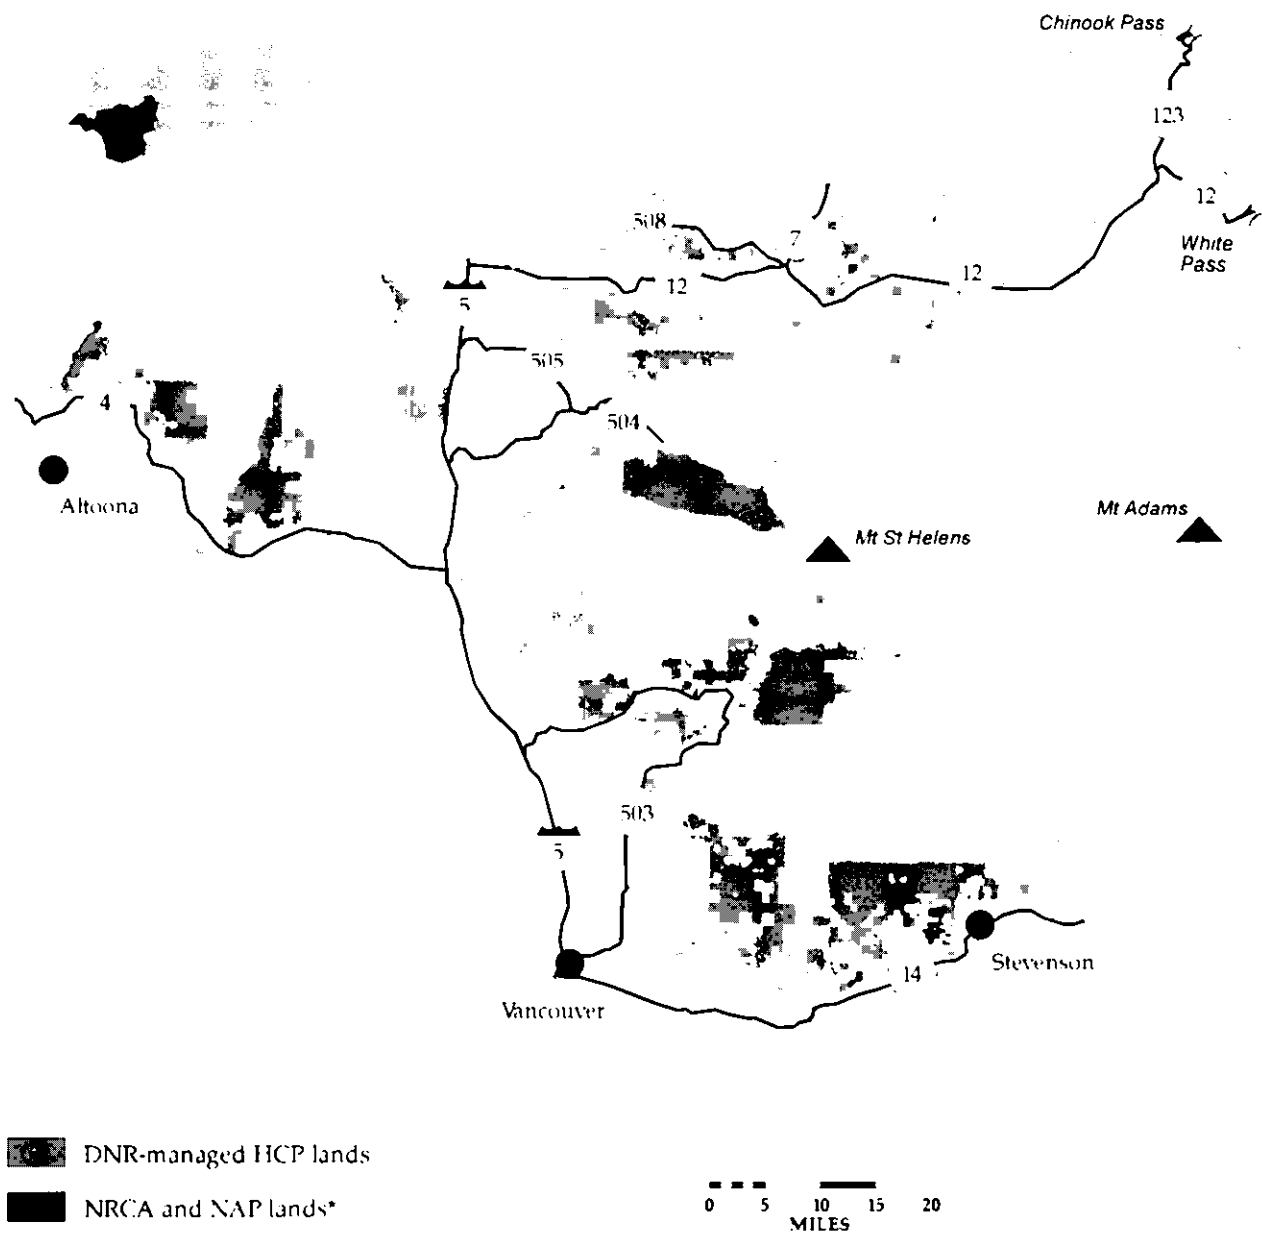 Chinook Pass
123
12
White
Pass
508
7
12
12
5
505
4
504
Altoona
Mt Adams
Mt St Helens
503
5
14
Stevenson
Vancouver
DNR-managed HCP lands
NRCA and NAP lands*
0 5 10 15 20
MILES